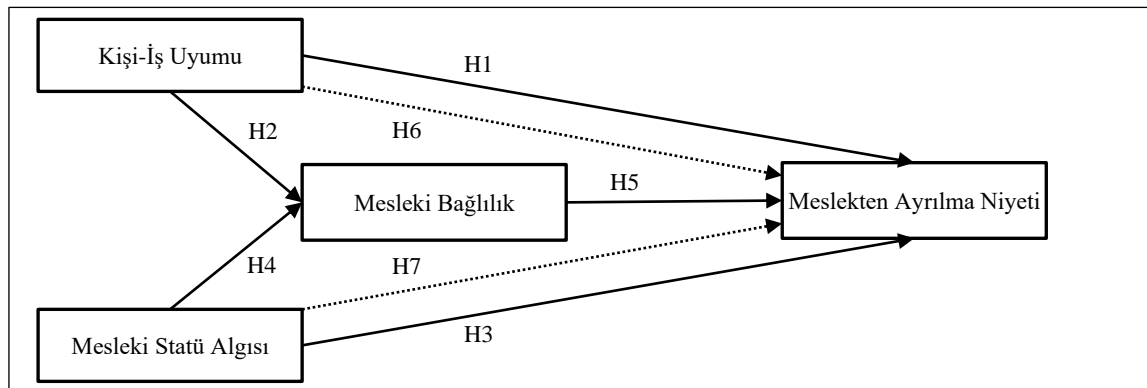 Kişi-İş Uyumu
H1
H2
H6
Mesleki Bağlılık
H5
Meslekten Ayrılma Niyeti
H4
H7
Mesleki Statü Algısı
H3